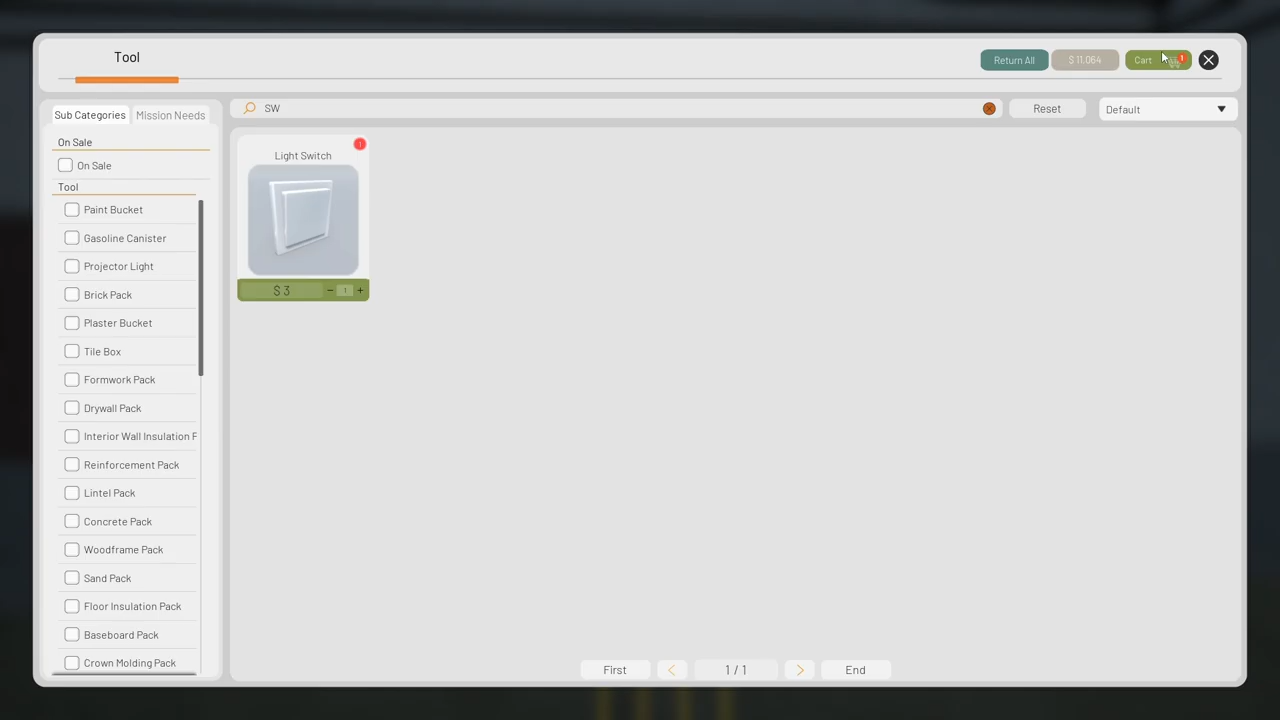 Tool
Return All
$ 11,064
Cart
1
Sub Categories
Mission Needs
SW
Reset
Default
On Sale
On Sale
Tool
Paint Bucket
Gasoline Canister
Projector Light
Brick Pack
Plaster Bucket
Tile Box
Formwork Pack
Drywall Pack
Interior Wall Insulation P
Reinforcement Pack
Lintel Pack
Concrete Pack
Woodframe Pack
Sand Pack
Floor Insulation Pack
Baseboard Pack
Crown Molding Pack
1
Light Switch
$ 3
− 1 +
First
<
1 / 1
>
End